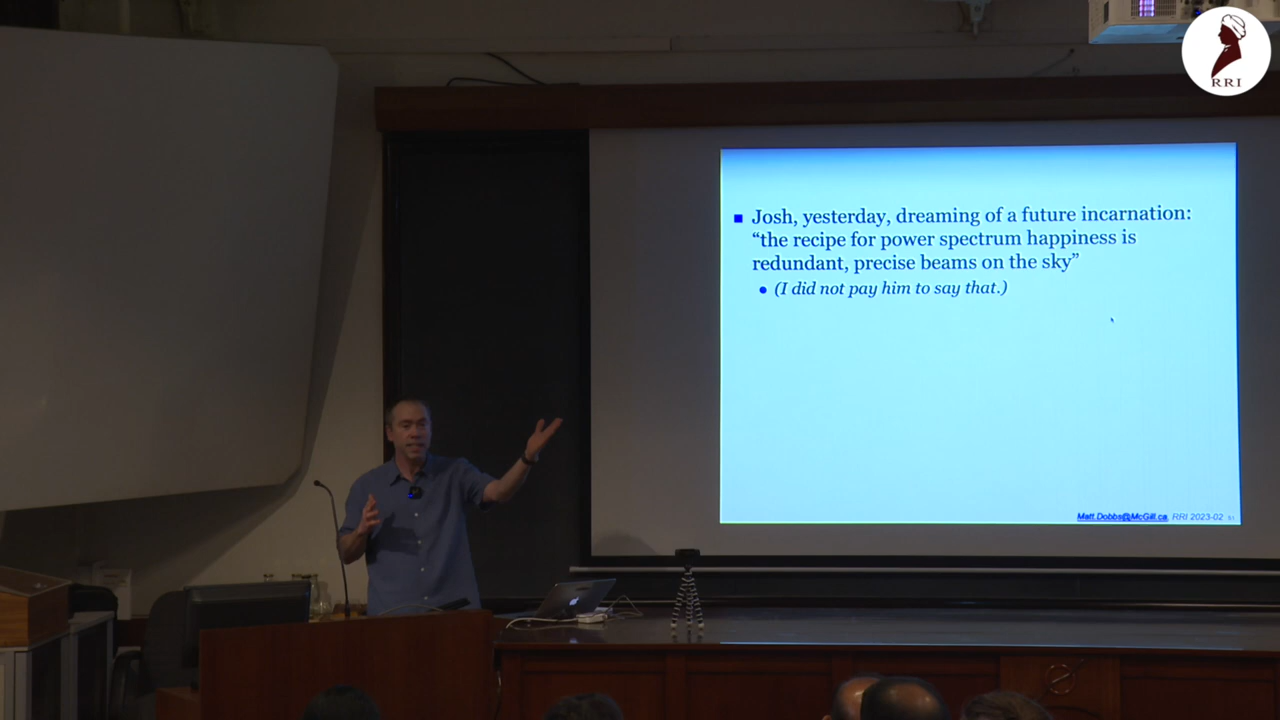 RRI
Josh, yesterday, dreaming of a future incarnation:
“the recipe for power spectrum happiness is
redundant, precise beams on the sky”
(I did not pay him to say that.)
Matt.Dobbs@McGill.ca, RRI 2023-02